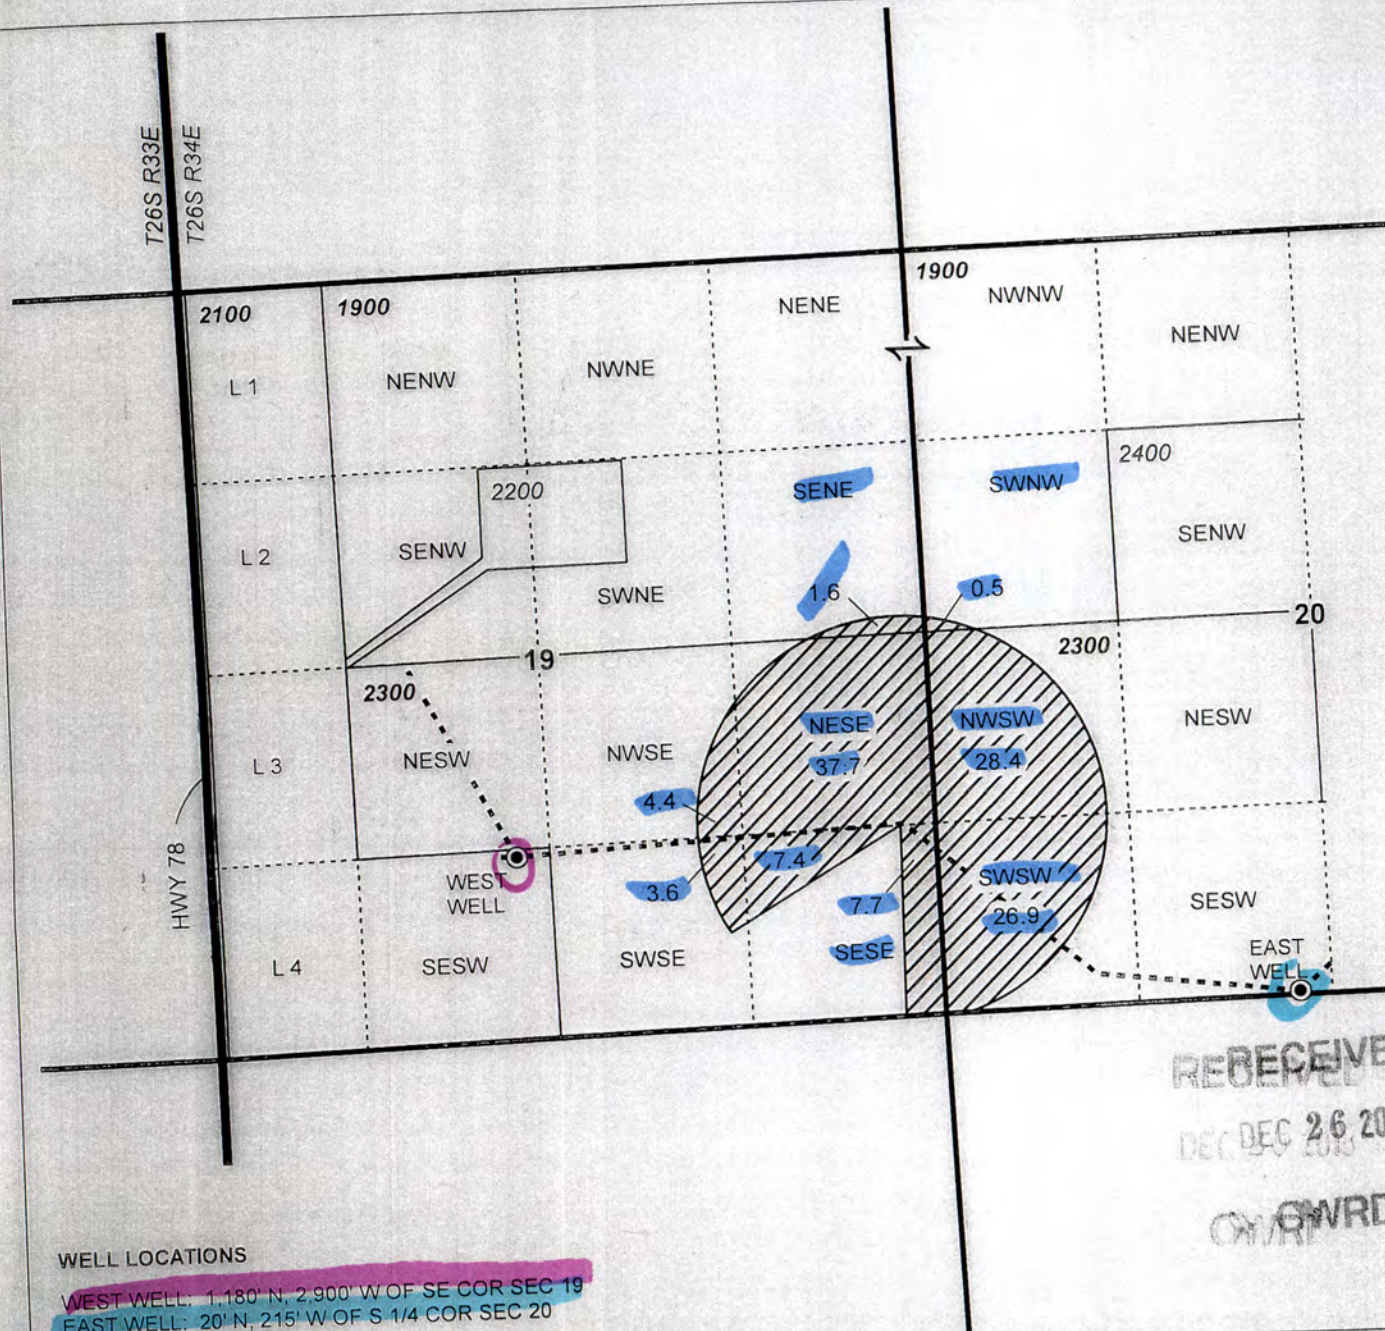 T26S R33E
T26S R34E
2100
1900
1900
NENE
NWNW
NENW
L 1
NENW
NWNE
2200
SENE
SWNW
2400
L 2
SENW
SWNE
SENW
1.6
0.5
19
20
2300
2300
L 3
NESW
NWSE
NESE
NWSW
NESW
37.7
28.4
4.4
HWY 78
7.4
WEST
WELL
3.6
7.7
SWSW
26.9
SESW
L 4
SESW
SWSE
SESE
EAST
WELL
RECEIVE
RECEIVED
DEC 26 20
DEC
OWRD
WELL LOCATIONS
WEST WELL: 1,180' N, 2,900' W OF SE COR SEC 19
EAST WELL: 20' N, 215' W OF S 1/4 COR SEC 20